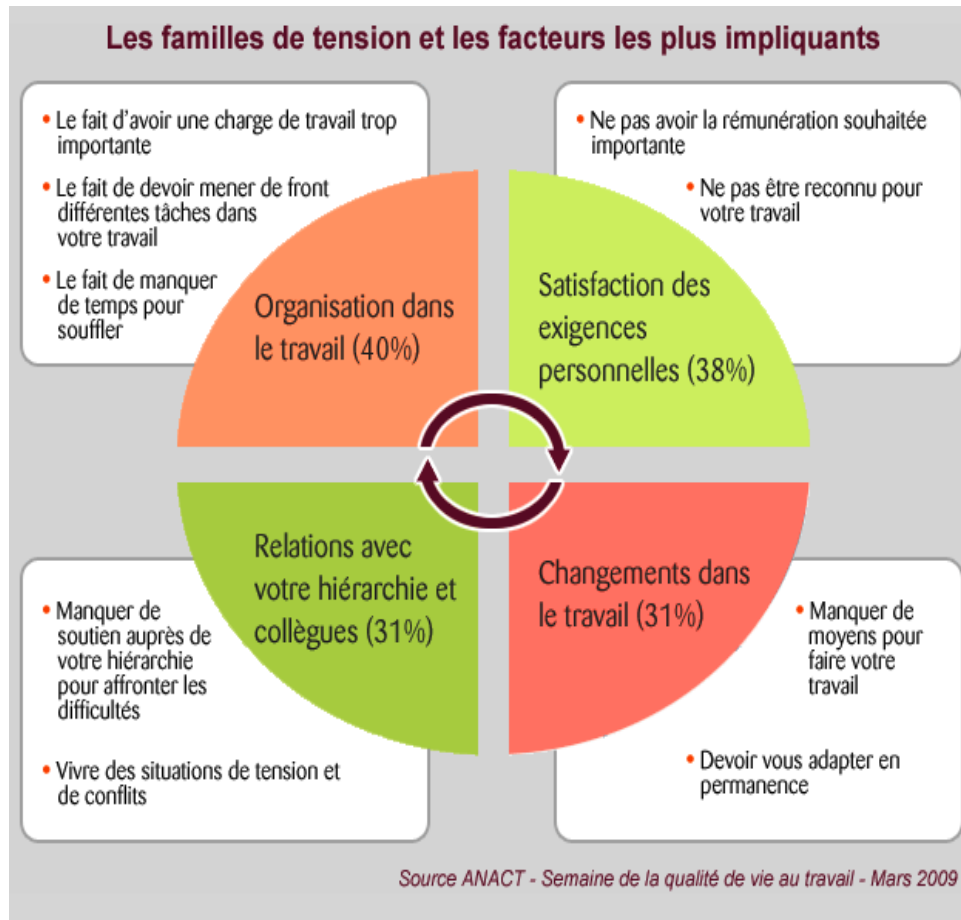 Les familles de tension et les facteurs les plus impliquants
• Le fait d'avoir une charge de travail trop
importante
• Le fait de devoir mener de front
différentes tâches dans
votre travail
• Le fait de manquer
de temps pour
souffler
Organisation dans
le travail (40%)
• Ne pas avoir la rémunération souhaitée
importante
• Ne pas être reconnu pour
votre travail
Satisfaction des
exigences
personnelles (38%)
Relations avec
votre hiérarchie et
collègues (31%)
• Manquer de
soutien auprès de
votre hiérarchie
pour affronter les
difficultés
• Vivre des situations de tension et
de conflits
Changements dans
le travail (31%)
• Manquer de
moyens pour
faire votre
travail
• Devoir vous adapter en
permanence
Source ANACT - Semaine de la qualité de vie au travail - Mars 2009